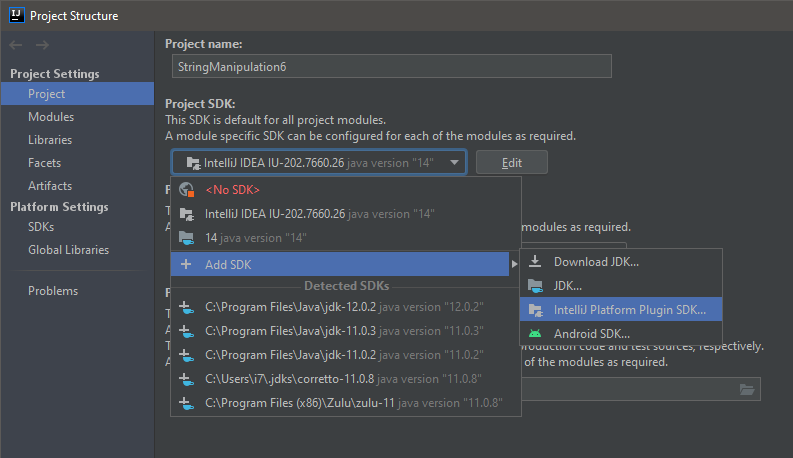 IJ Project Structure
Project Settings
Project
Modules
Libraries
Facets
Artifacts
Platform Settings
SDKs
Global Libraries
Problems
Project name:
StringManipulation6
Project SDK:
This SDK is default for all project modules.
A module specific SDK can be configured for each of the modules as required.
IntelliJ IDEA IU-202.7660.26 java version "14"
Edit
<No SDK>
IntelliJ IDEA IU-202.7660.26 java version "14"
14 java version "14"
Add SDK
Detected SDKs
C:\Program Files\Java\jdk-12.0.2 java version "12.0.2"
C:\Program Files\Java\jdk-11.0.3 java version "11.0.3"
C:\Program Files\Java\jdk-11.0.2 java version "11.0.2"
C:\Users\i7\.jdks\corretto-11.0.8 java version "11.0.8"
C:\Program Files (x86)\Zulu\zulu-11 java version "11.0.8"
modules as required.
Download JDK...
JDK...
IntelliJ Platform Plugin SDK...
Android SDK...
production code and test sources, respectively.
of the modules as required.